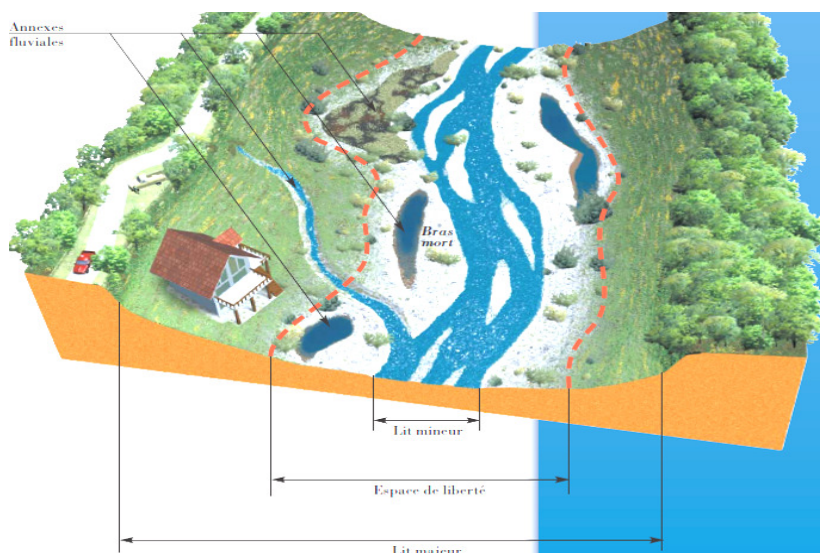 Annexes
fluviales
Bras
mort
Lit mineur
Espace de liberté
Lit majeur